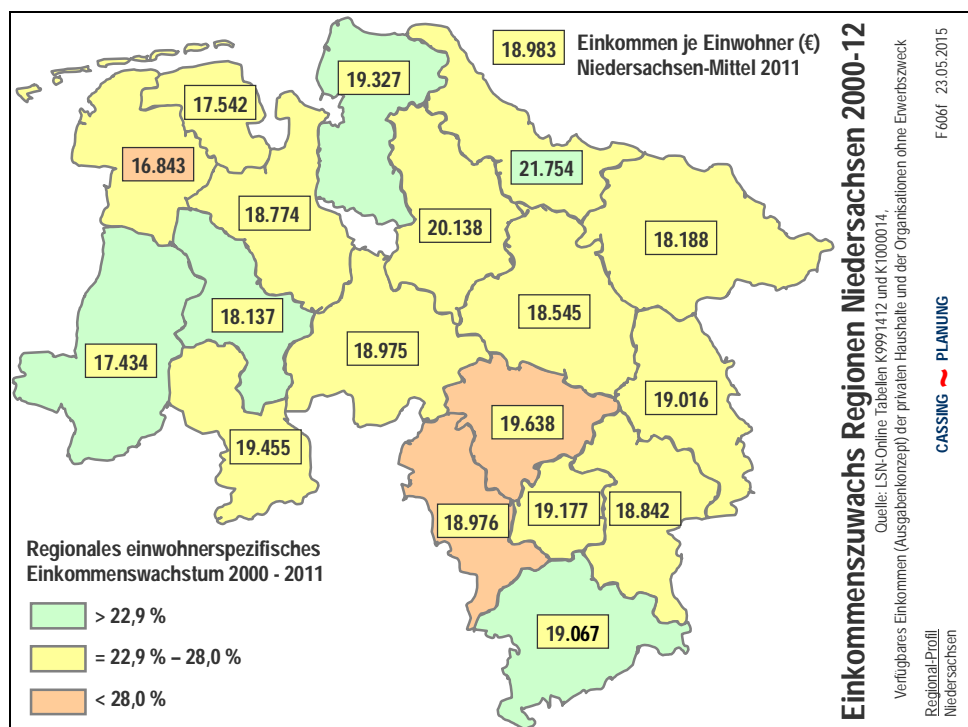 18.983
Einkommen je Einwohner (€)
Niedersachsen-Mittel 2011
19.327
17.542
16.843
21.754
18.774
20.138
18.188
18.137
18.545
17.434
18.975
19.016
19.638
19.455
19.177
18.842
18.976
19.067
Regionales einwohnerspezifisches
Einkommenswachstum 2000 - 2011
> 22,9 %
= 22,9 % – 28,0 %
< 28,0 %
Einkommenszuwachs Regionen Niedersachsen 2000-12
Quelle: LSN-Online Tabellen K9991412 und K1000014,
Verfügbares Einkommen (Ausgabenkonzept) der privaten Haushalte und der Organisationen ohne Erwerbszweck
Regional-Profil
Niedersachsen
CASSING ~ PLANUNG
F606f 23.05.2015